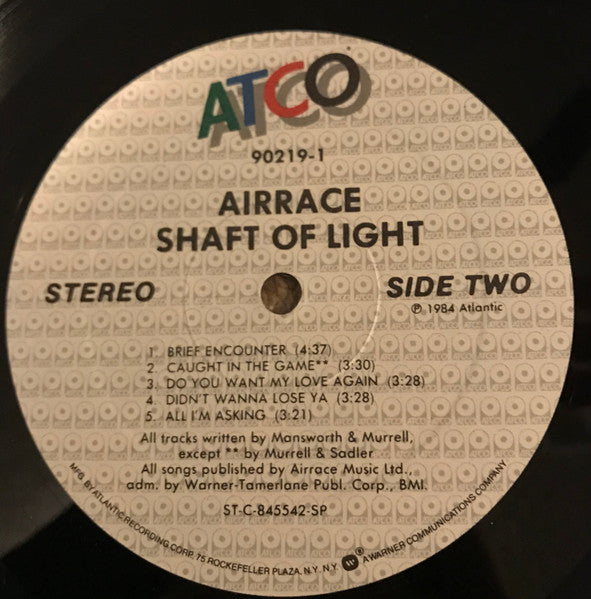 ATCO
90219-1
AIRRACE
SHAFT OF LIGHT
STEREO
SIDE TWO
℗ 1984 Atlantic
1. BRIEF ENCOUNTER (4:37)
2. CAUGHT IN THE GAME** (3:30)
3. DO YOU WANT MY LOVE AGAIN (3:28)
4. DIDN'T WANNA LOSE YA (3:28)
5. ALL I'M ASKING (3:21)
All tracks written by Mansworth & Murrell,
except ** by Murrell & Sadler
All songs published by Airrace Music Ltd.,
adm. by Warner-Tamerlane Publ. Corp., BMI.
ST-C-845542-SP
MFG. BY ATLANTIC RECORDING CORP. 75 ROCKEFELLER PLAZA, N.Y. N.Y. ® A WARNER COMMUNICATIONS COMPANY